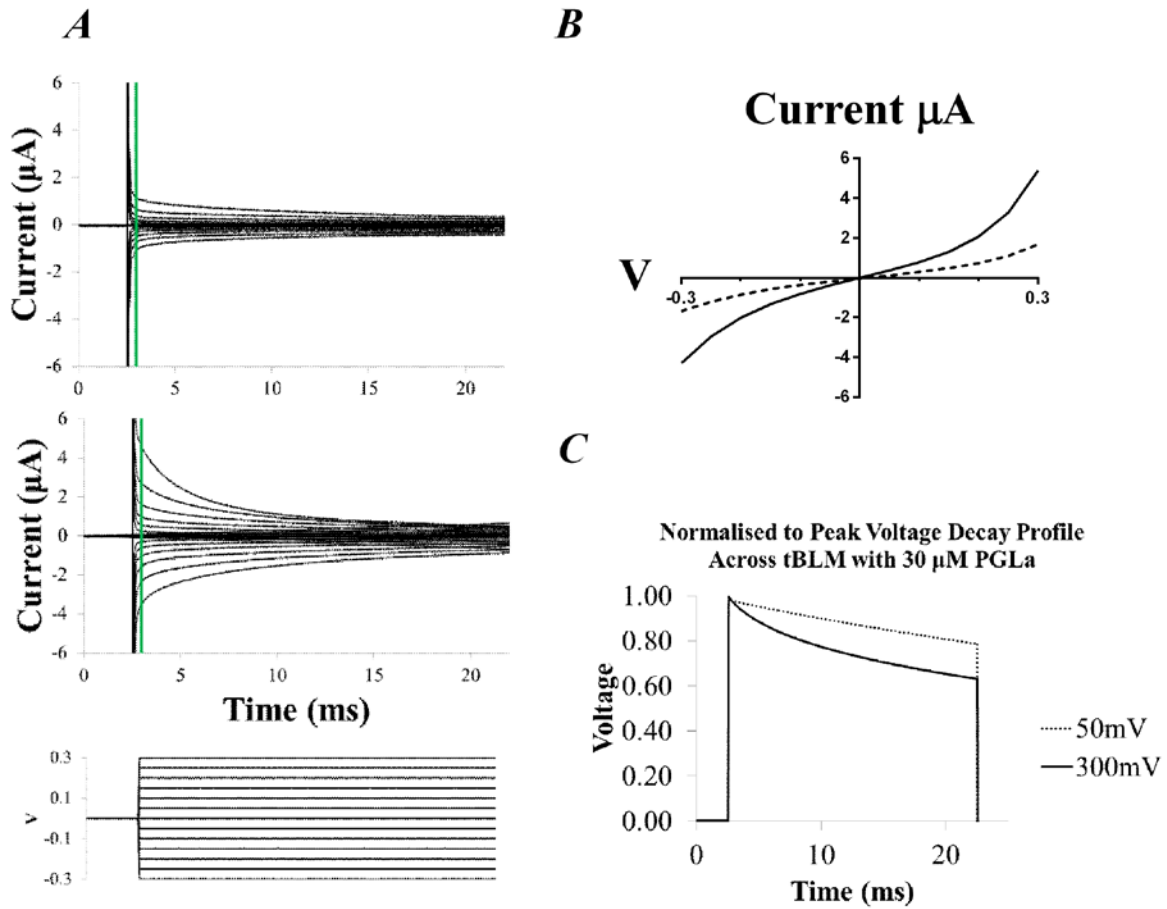 A
Current (µA)
6
4
2
0
-2
-4
-6
0 5 10 15 20
Current (µA)
6
4
2
0
-2
-4
-6
0 5 10 15 20
Time (ms)
V
0.3
0.1
-0.1
-0.3
B
Current µA
6
4
2
-2
-4
-6
V
-0.3 0.3
C
Normalised to Peak Voltage Decay Profile
Across tBLM with 30 µM PGLa
Voltage
1.00
0.80
0.60
0.40
0.20
0.00
0 10 20
Time (ms)
50mV
300mV